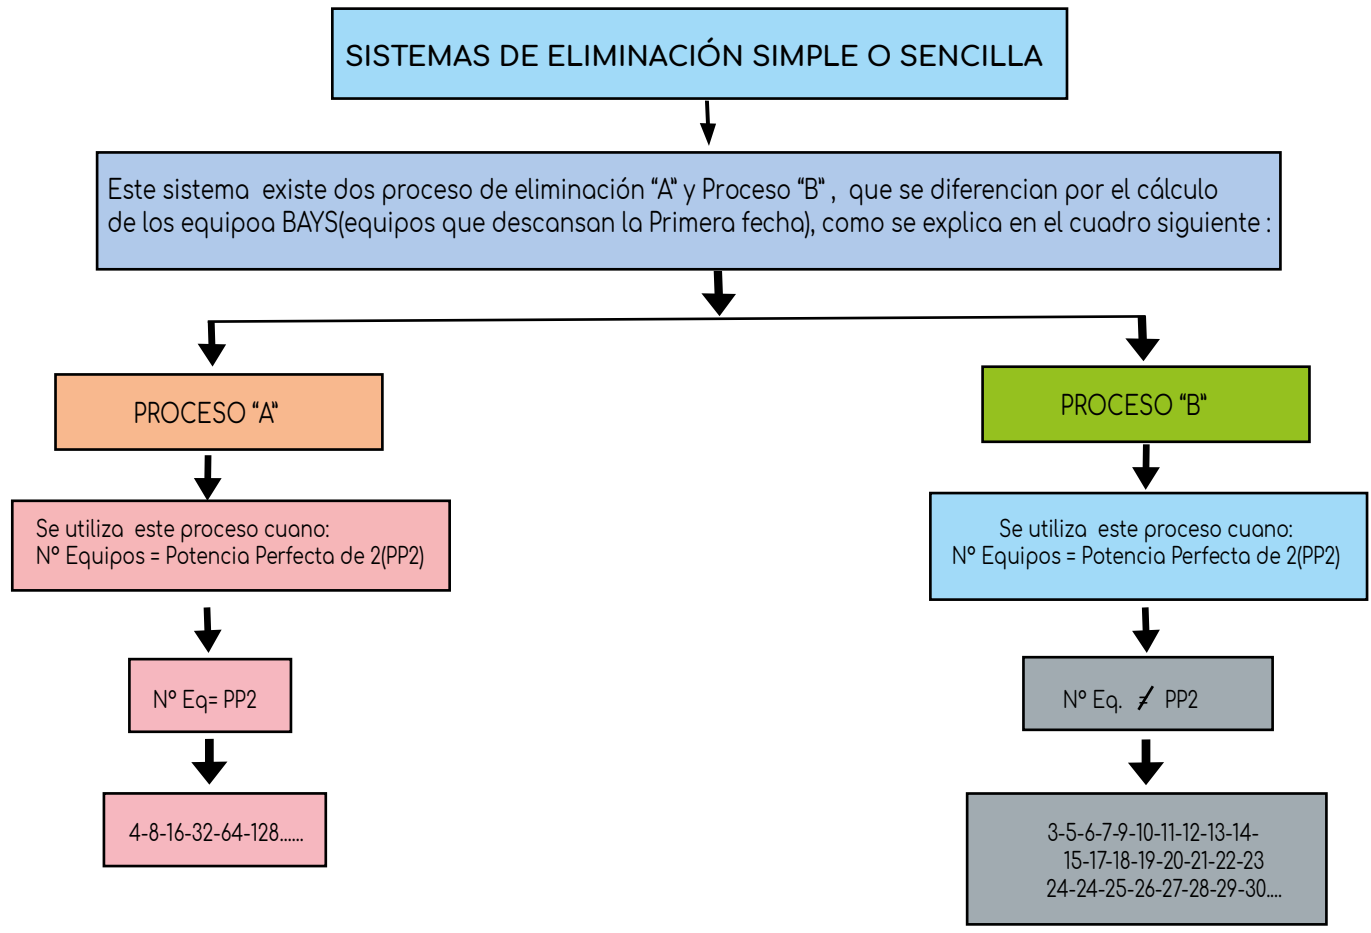 SISTEMAS DE ELIMINACIÓN SIMPLE O SENCILLA
Este sistema existe dos proceso de eliminación “A” y Proceso “B” , que se diferencian por el cálculo
de los equipoa BAYS(equipos que descansan la Primera fecha), como se explica en el cuadro siguiente :
PROCESO “A”
Se utiliza este proceso cuano:
Nº Equipos = Potencia Perfecta de 2(PP2)
Nº Eq= PP2
4-8-16-32-64-128......
PROCESO “B”
Se utiliza este proceso cuano:
Nº Equipos = Potencia Perfecta de 2(PP2)
Nº Eq. ≠ PP2
3-5-6-7-9-10-11-12-13-14-
15-17-18-19-20-21-22-23
24-24-25-26-27-28-29-30....